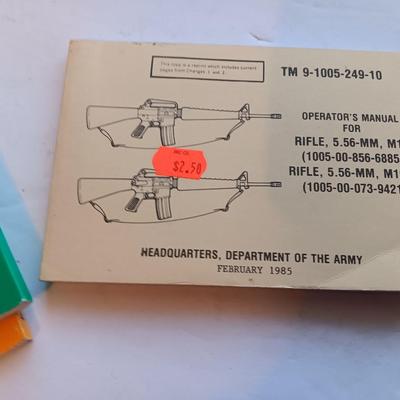 This copy is a reprint which includes current
pages from Changes 1 and 2.
TM 9-1005-249-10
OPERATOR'S MANUAL
FOR
RIFLE, 5.56-MM, M1
(1005-00-856-6885
RIFLE, 5.56-MM, M1
(1005-00-073-9421
$2.50
HEADQUARTERS, DEPARTMENT OF THE ARMY
FEBRUARY 1985